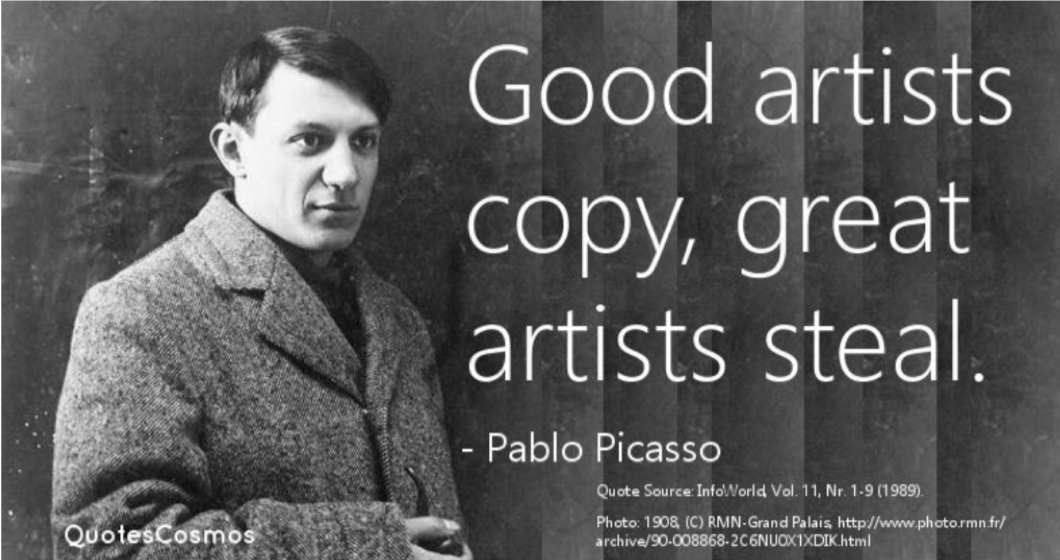 Good artists
copy, great
artists steal.
- Pablo Picasso
Quote Source: InfoWorld, Vol. 11, Nr. 1-9 (1989).
Photo: 1908, (C) RMN-Grand Palais, http://www.photo.rmn.fr/
archive/90-008868-2C6NU0X1XDIK.html
QuotesCosmos